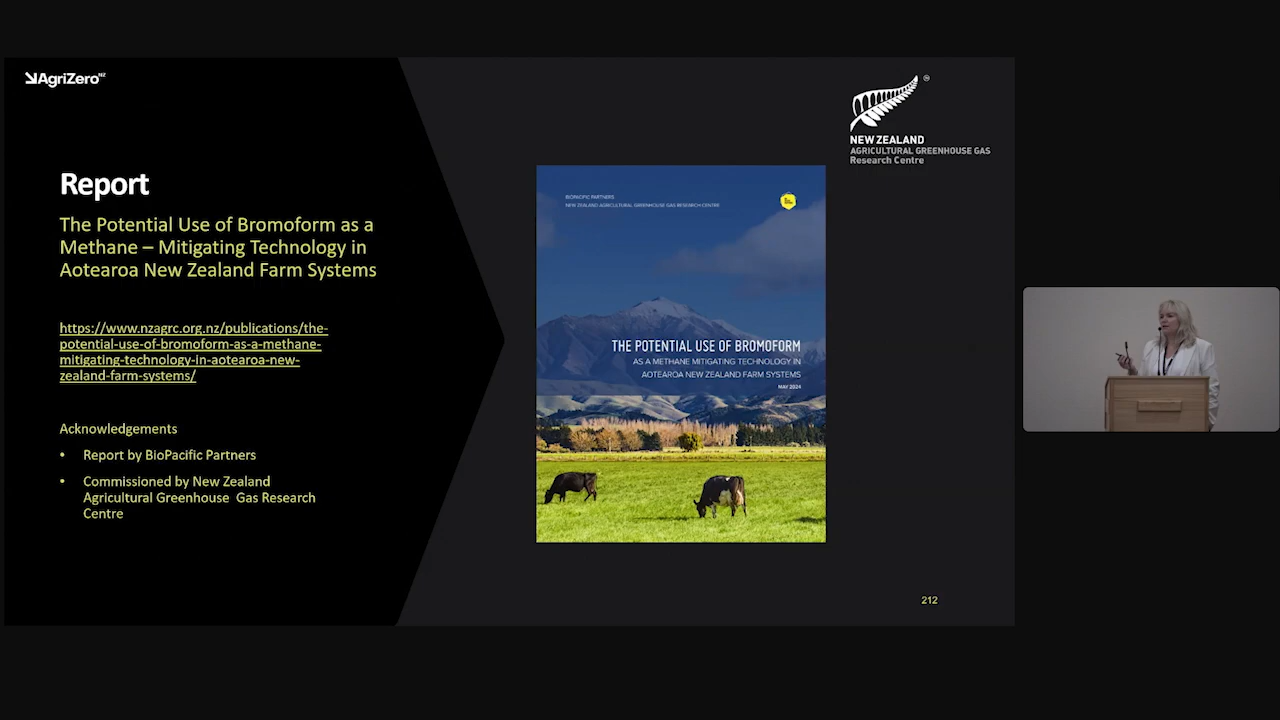 AgriZero NZ
NEW ZEALAND
AGRICULTURAL GREENHOUSE GAS
Research Centre
Report
The Potential Use of Bromoform as a
Methane – Mitigating Technology in
Aotearoa New Zealand Farm Systems
https://www.nzagrc.org.nz/publications/the-
potential-use-of-bromoform-as-a-methane-
mitigating-technology-in-aotearoa-new-
zealand-farm-systems/
Acknowledgements
• Report by BioPacific Partners
• Commissioned by New Zealand
Agricultural Greenhouse Gas Research
Centre
BIOPACIFIC PARTNERS
NEW ZEALAND AGRICULTURAL GREENHOUSE GAS RESEARCH CENTRE
THE POTENTIAL USE OF BROMOFORM
AS A METHANE MITIGATING TECHNOLOGY IN
AOTEAROA NEW ZEALAND FARM SYSTEMS
MAY 2024
212